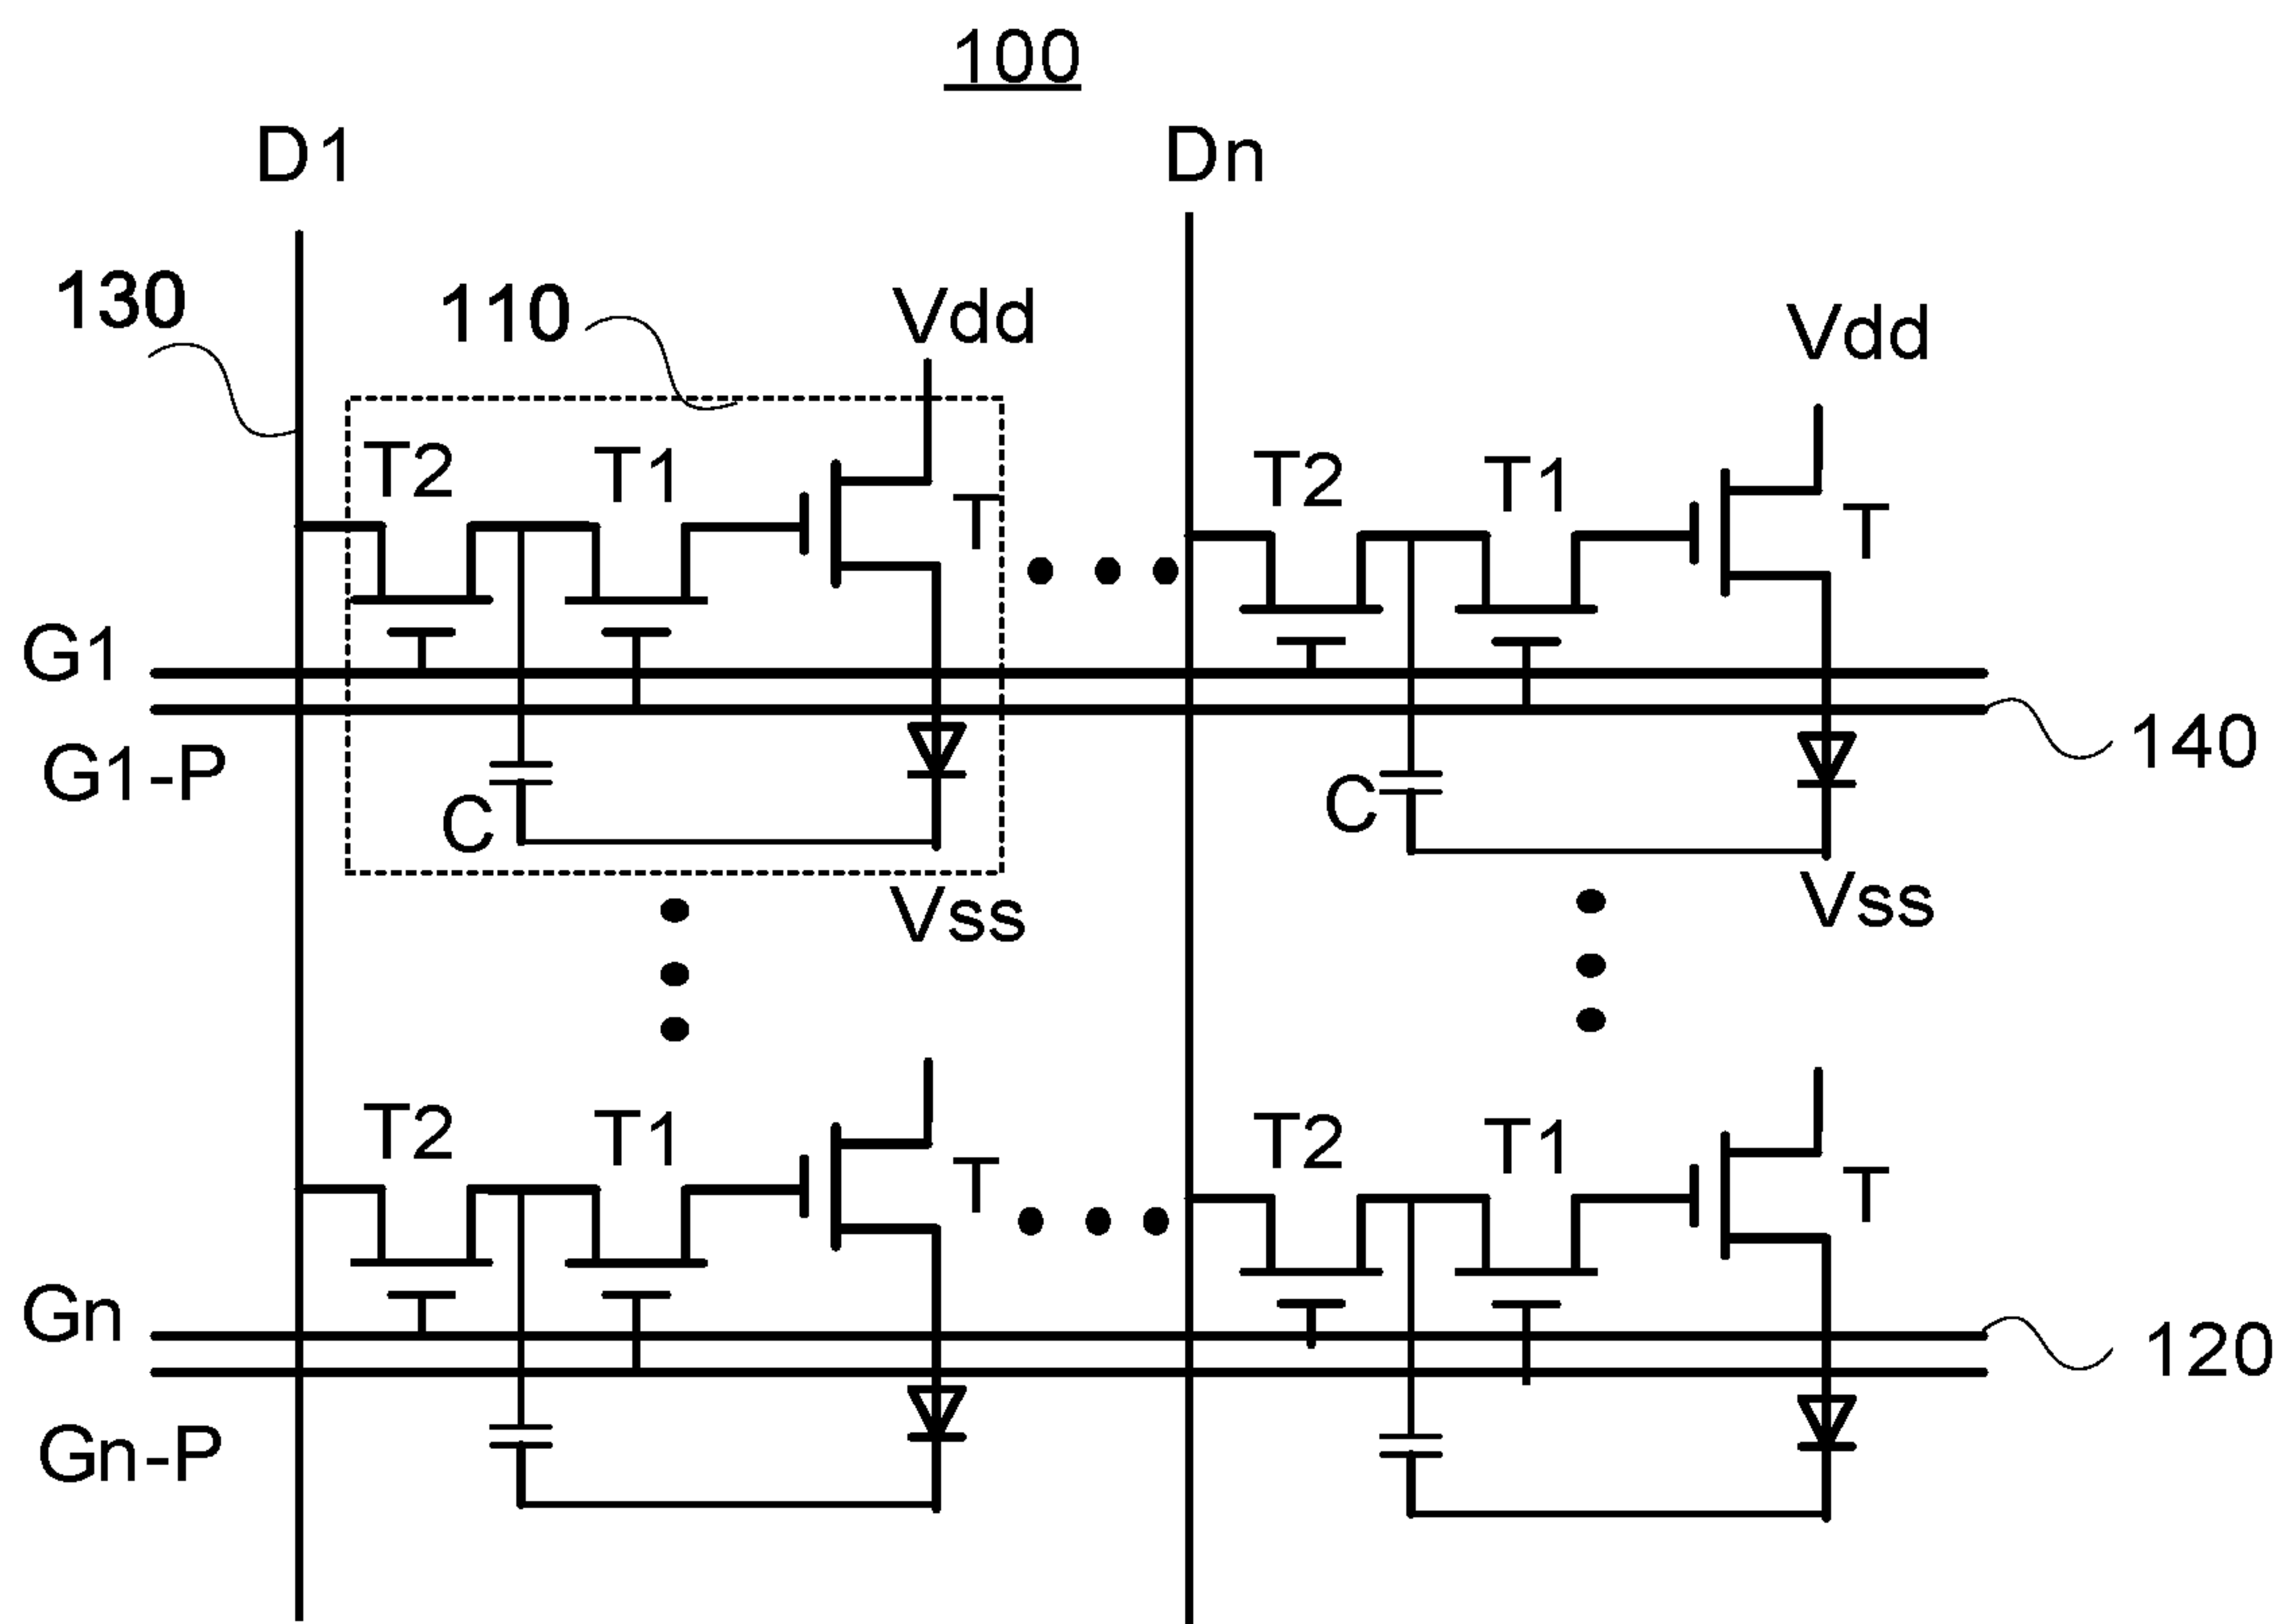 100
D1
Dn
130
110
Vdd
Vdd
T2
T1
T
T2
T1
T
G1
G1-P
140
C
C
Vss
Vss
T2
T1
T
T2
T1
T
Gn
120
Gn-P